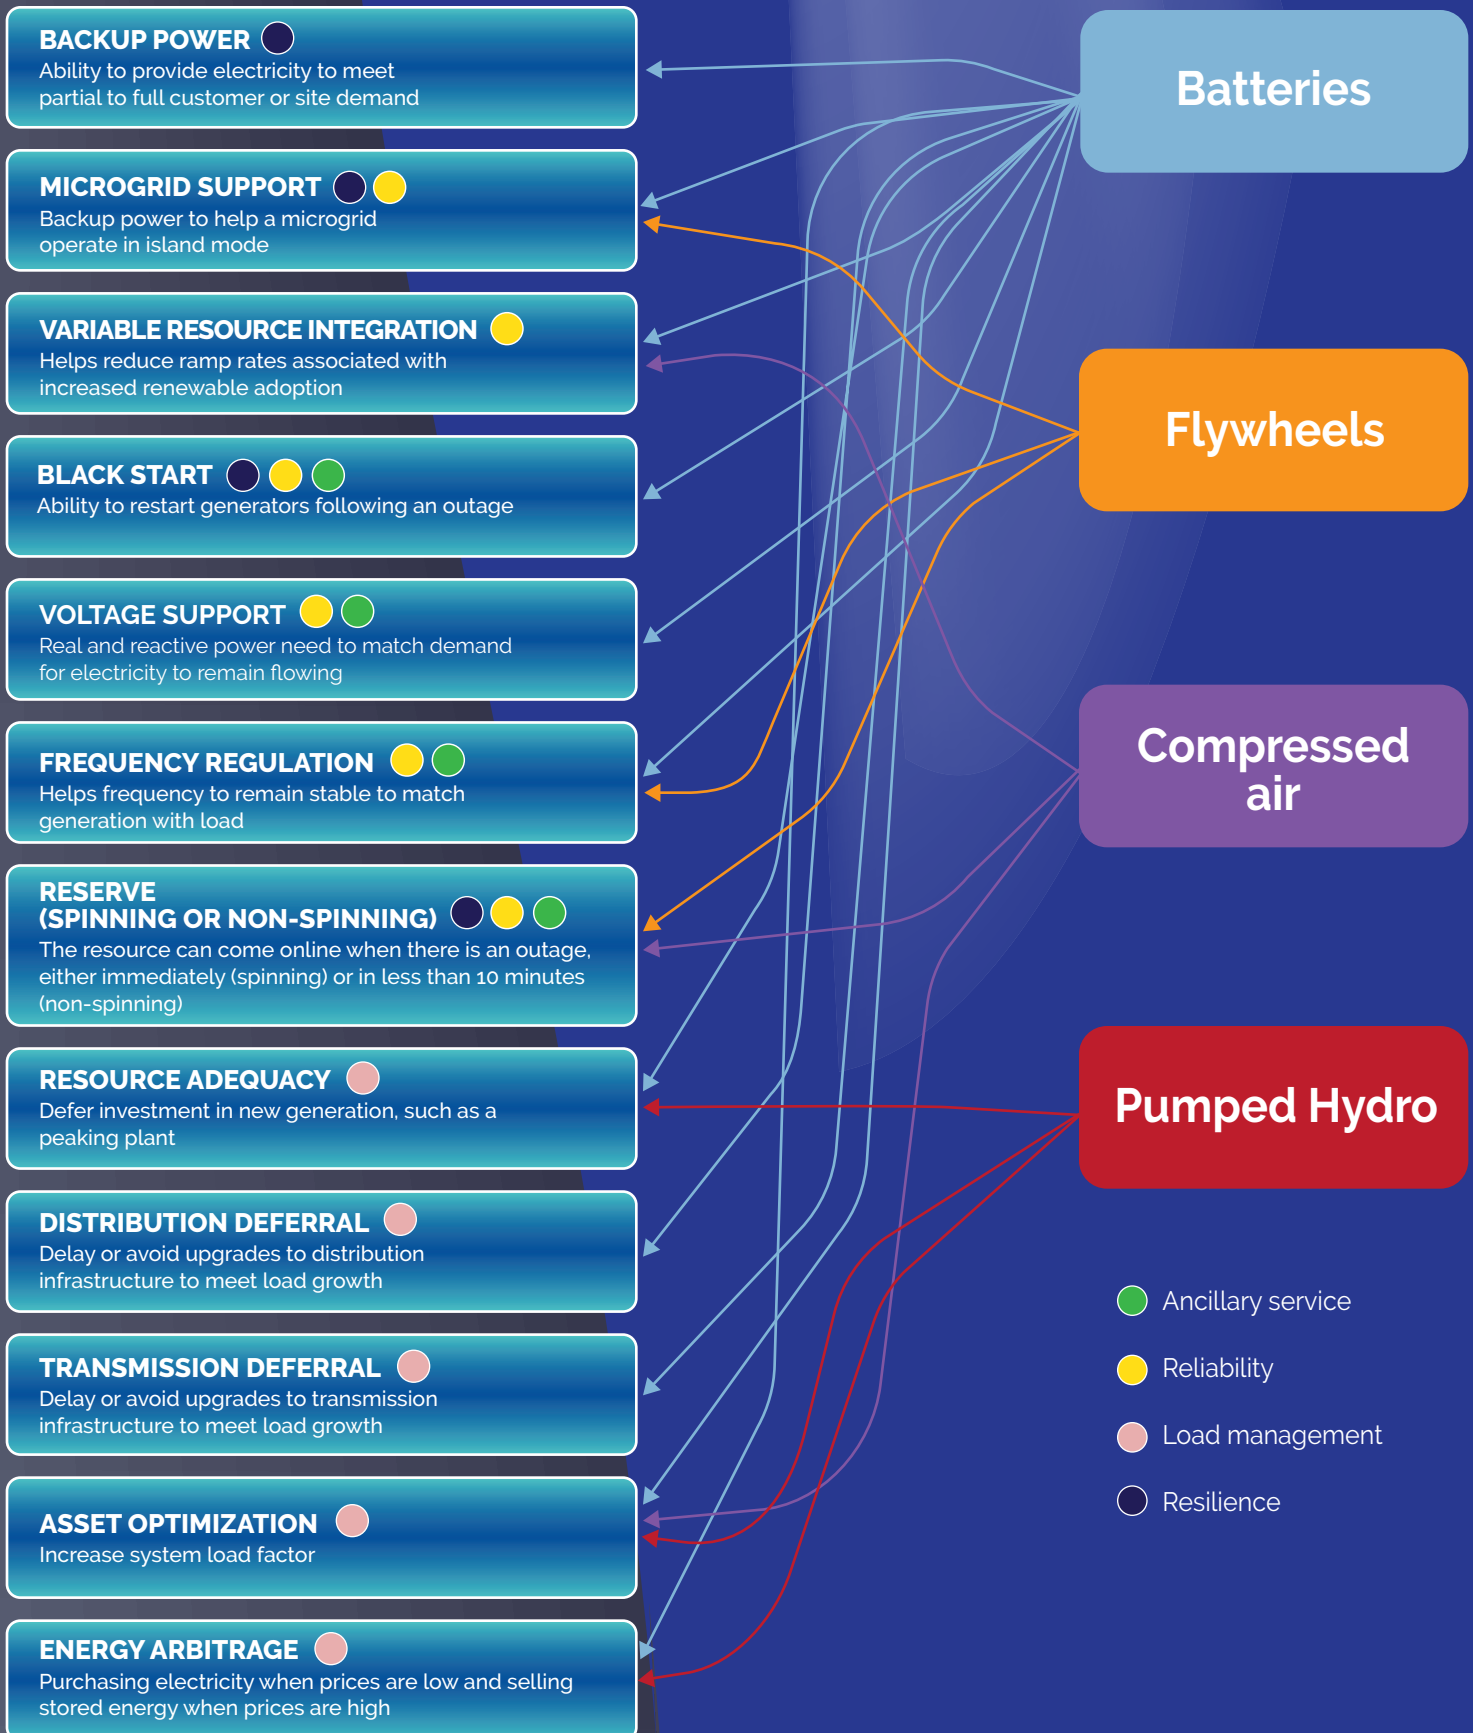 BACKUP POWER
Ability to provide electricity to meet
partial to full customer or site demand
MICROGRID SUPPORT
Backup power to help a microgrid
operate in island mode
VARIABLE RESOURCE INTEGRATION
Helps reduce ramp rates associated with
increased renewable adoption
BLACK START
Ability to restart generators following an outage
VOLTAGE SUPPORT
Real and reactive power need to match demand
for electricity to remain flowing
FREQUENCY REGULATION
Helps frequency to remain stable to match
generation with load
RESERVE
(SPINNING OR NON-SPINNING)
The resource can come online when there is an outage,
either immediately (spinning) or in less than 10 minutes
(non-spinning)
RESOURCE ADEQUACY
Defer investment in new generation, such as a
peaking plant
DISTRIBUTION DEFERRAL
Delay or avoid upgrades to distribution
infrastructure to meet load growth
TRANSMISSION DEFERRAL
Delay or avoid upgrades to transmission
infrastructure to meet load growth
ASSET OPTIMIZATION
Increase system load factor
ENERGY ARBITRAGE
Purchasing electricity when prices are low and selling
stored energy when prices are high
Batteries
Flywheels
Compressed
air
Pumped Hydro
Ancillary service
Reliability
Load management
Resilience